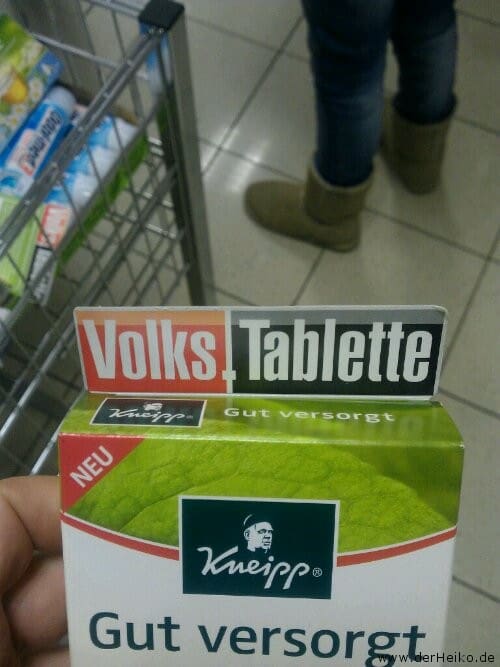 Volks.Tablette
Kneipp® Gut versorgt
NEU
Kneipp®
Gut versorgt
www.derHeiko.de